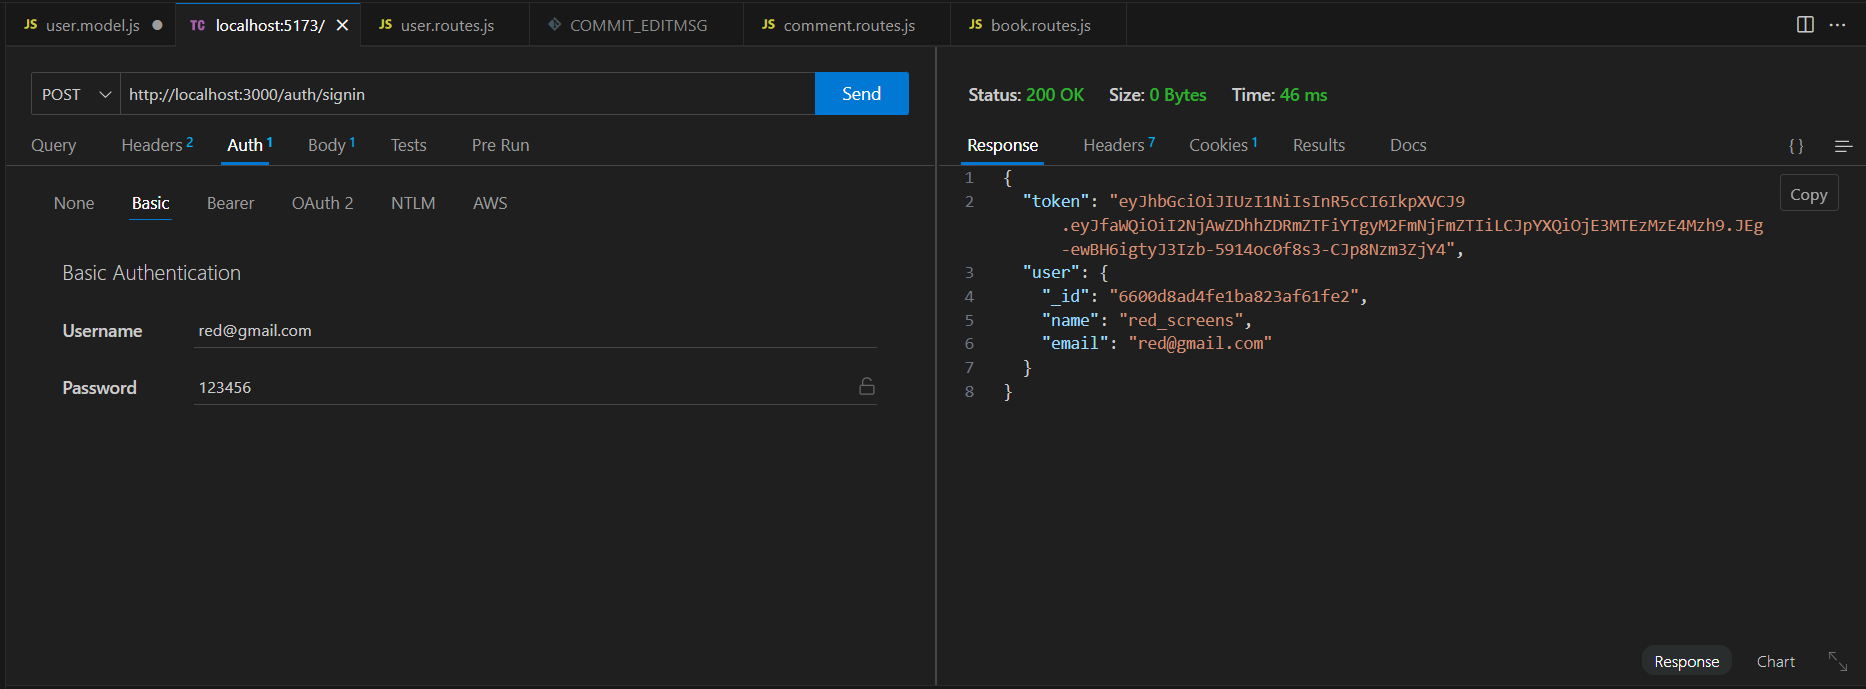 JS user.model.js
TC localhost:5173/
JS user.routes.js
COMMIT_EDITMSG
JS comment.routes.js
JS book.routes.js
POST http://localhost:3000/auth/signin Send
Query Headers 2 Auth 1 Body 1 Tests Pre Run
None Basic Bearer OAuth 2 NTLM AWS
Basic Authentication
Username red@gmail.com
Password 123456
Status: 200 OK Size: 0 Bytes Time: 46 ms
Response Headers 7 Cookies 1 Results Docs { }
Copy
1 {
2 "token": "eyJhbGciOiJIUzI1NiIsInR5cCI6IkpXVCJ9
.eyJfaWQiOiI2NjAwZDhhZDRmZTFiYTgyM2FmNjFmZTIiLCJpYXQiOjE3MTEzMzE4Mzh9.JEg
-ewBH6igtyJ3Izb-5914oc0f8s3-CJp8Nzm3ZjY4",
3 "user": {
4 "_id": "6600d8ad4fe1ba823af61fe2",
5 "name": "red_screens",
6 "email": "red@gmail.com"
7 }
8 }
Response Chart